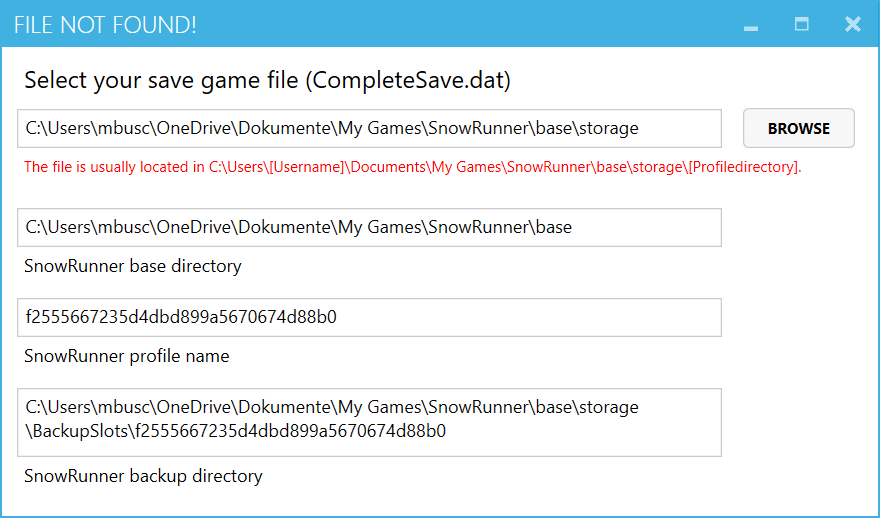 FILE NOT FOUND!
Select your save game file (CompleteSave.dat)
C:\Users\mbusc\OneDrive\Dokumente\My Games\SnowRunner\base\storage
BROWSE
The file is usually located in C:\Users\[Username]\Documents\My Games\SnowRunner\base\storage\[Profiledirectory].
C:\Users\mbusc\OneDrive\Dokumente\My Games\SnowRunner\base
SnowRunner base directory
f2555667235d4dbd899a5670674d88b0
SnowRunner profile name
C:\Users\mbusc\OneDrive\Dokumente\My Games\SnowRunner\base\storage
\BackupSlots\f2555667235d4dbd899a5670674d88b0
SnowRunner backup directory